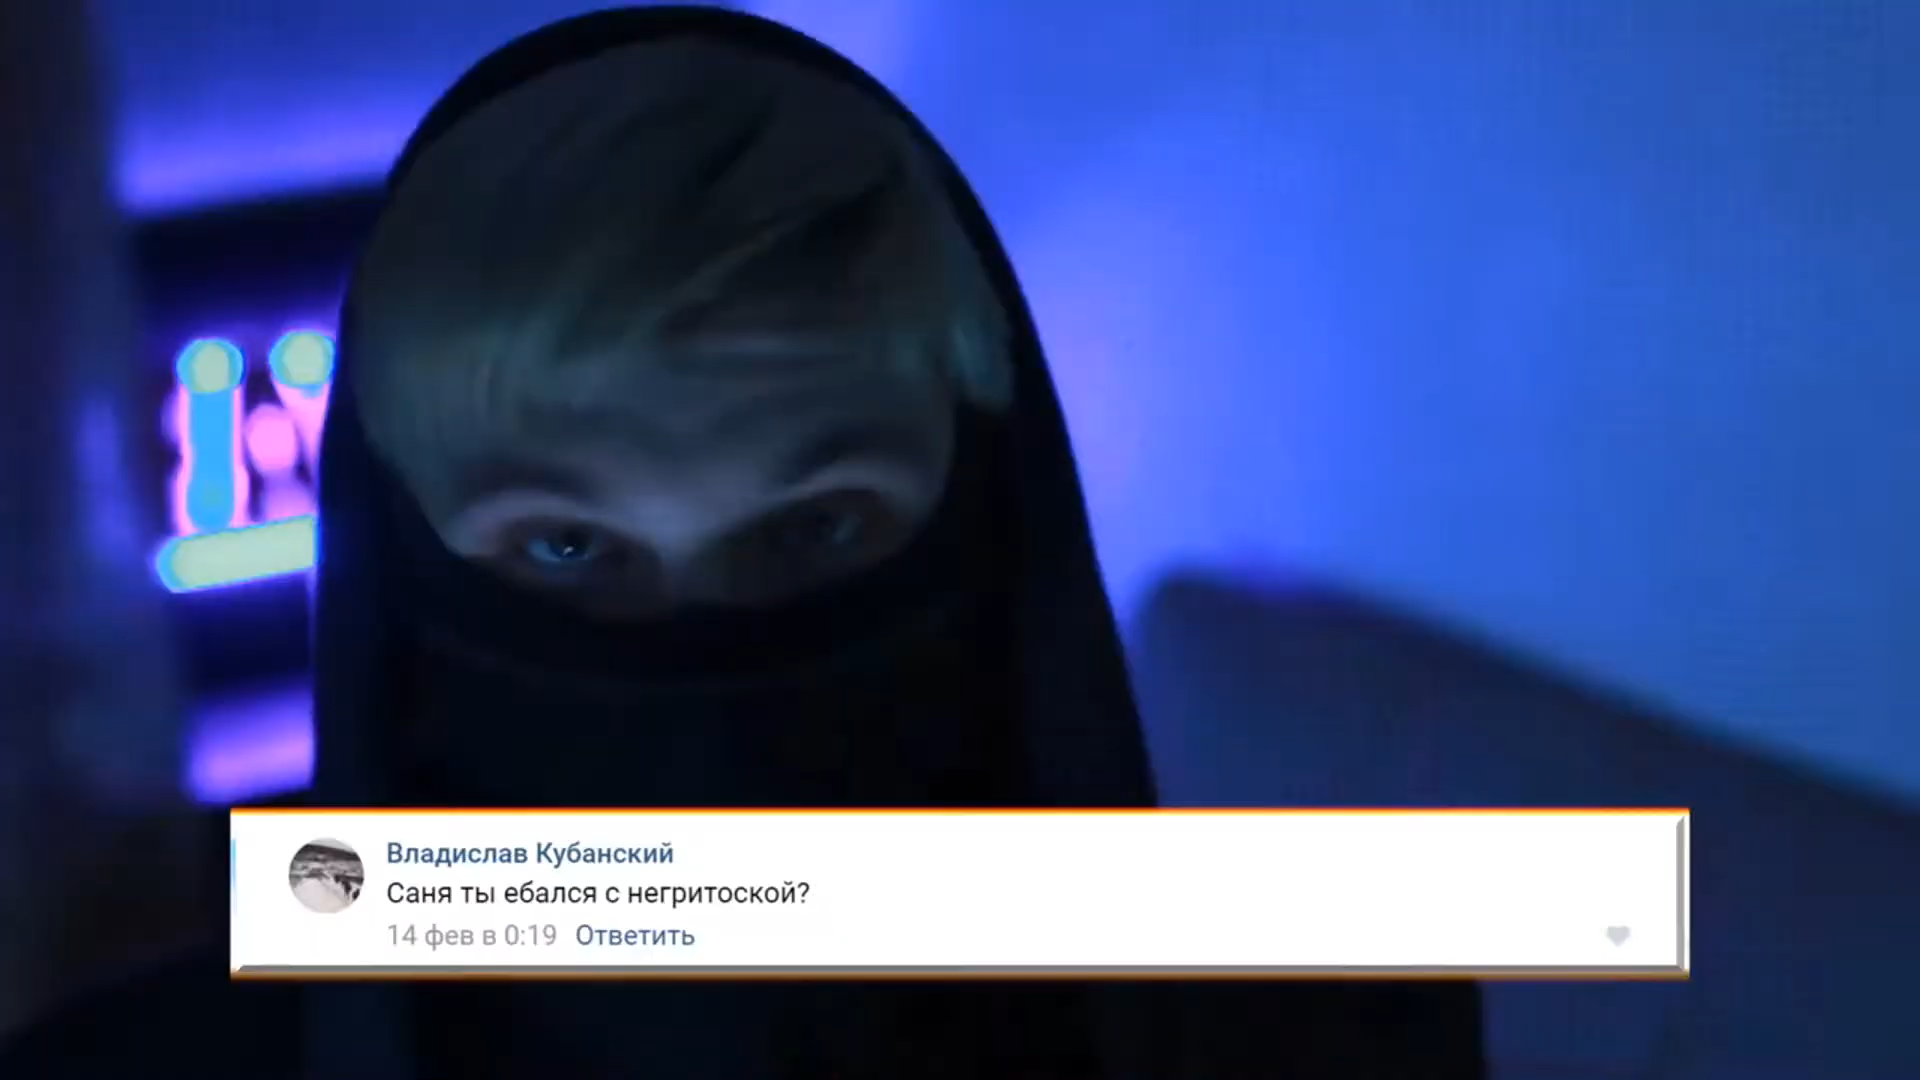 Владислав Кубанский
Саня ты ебался с негритоской?
14 фев в 0:19 Ответить